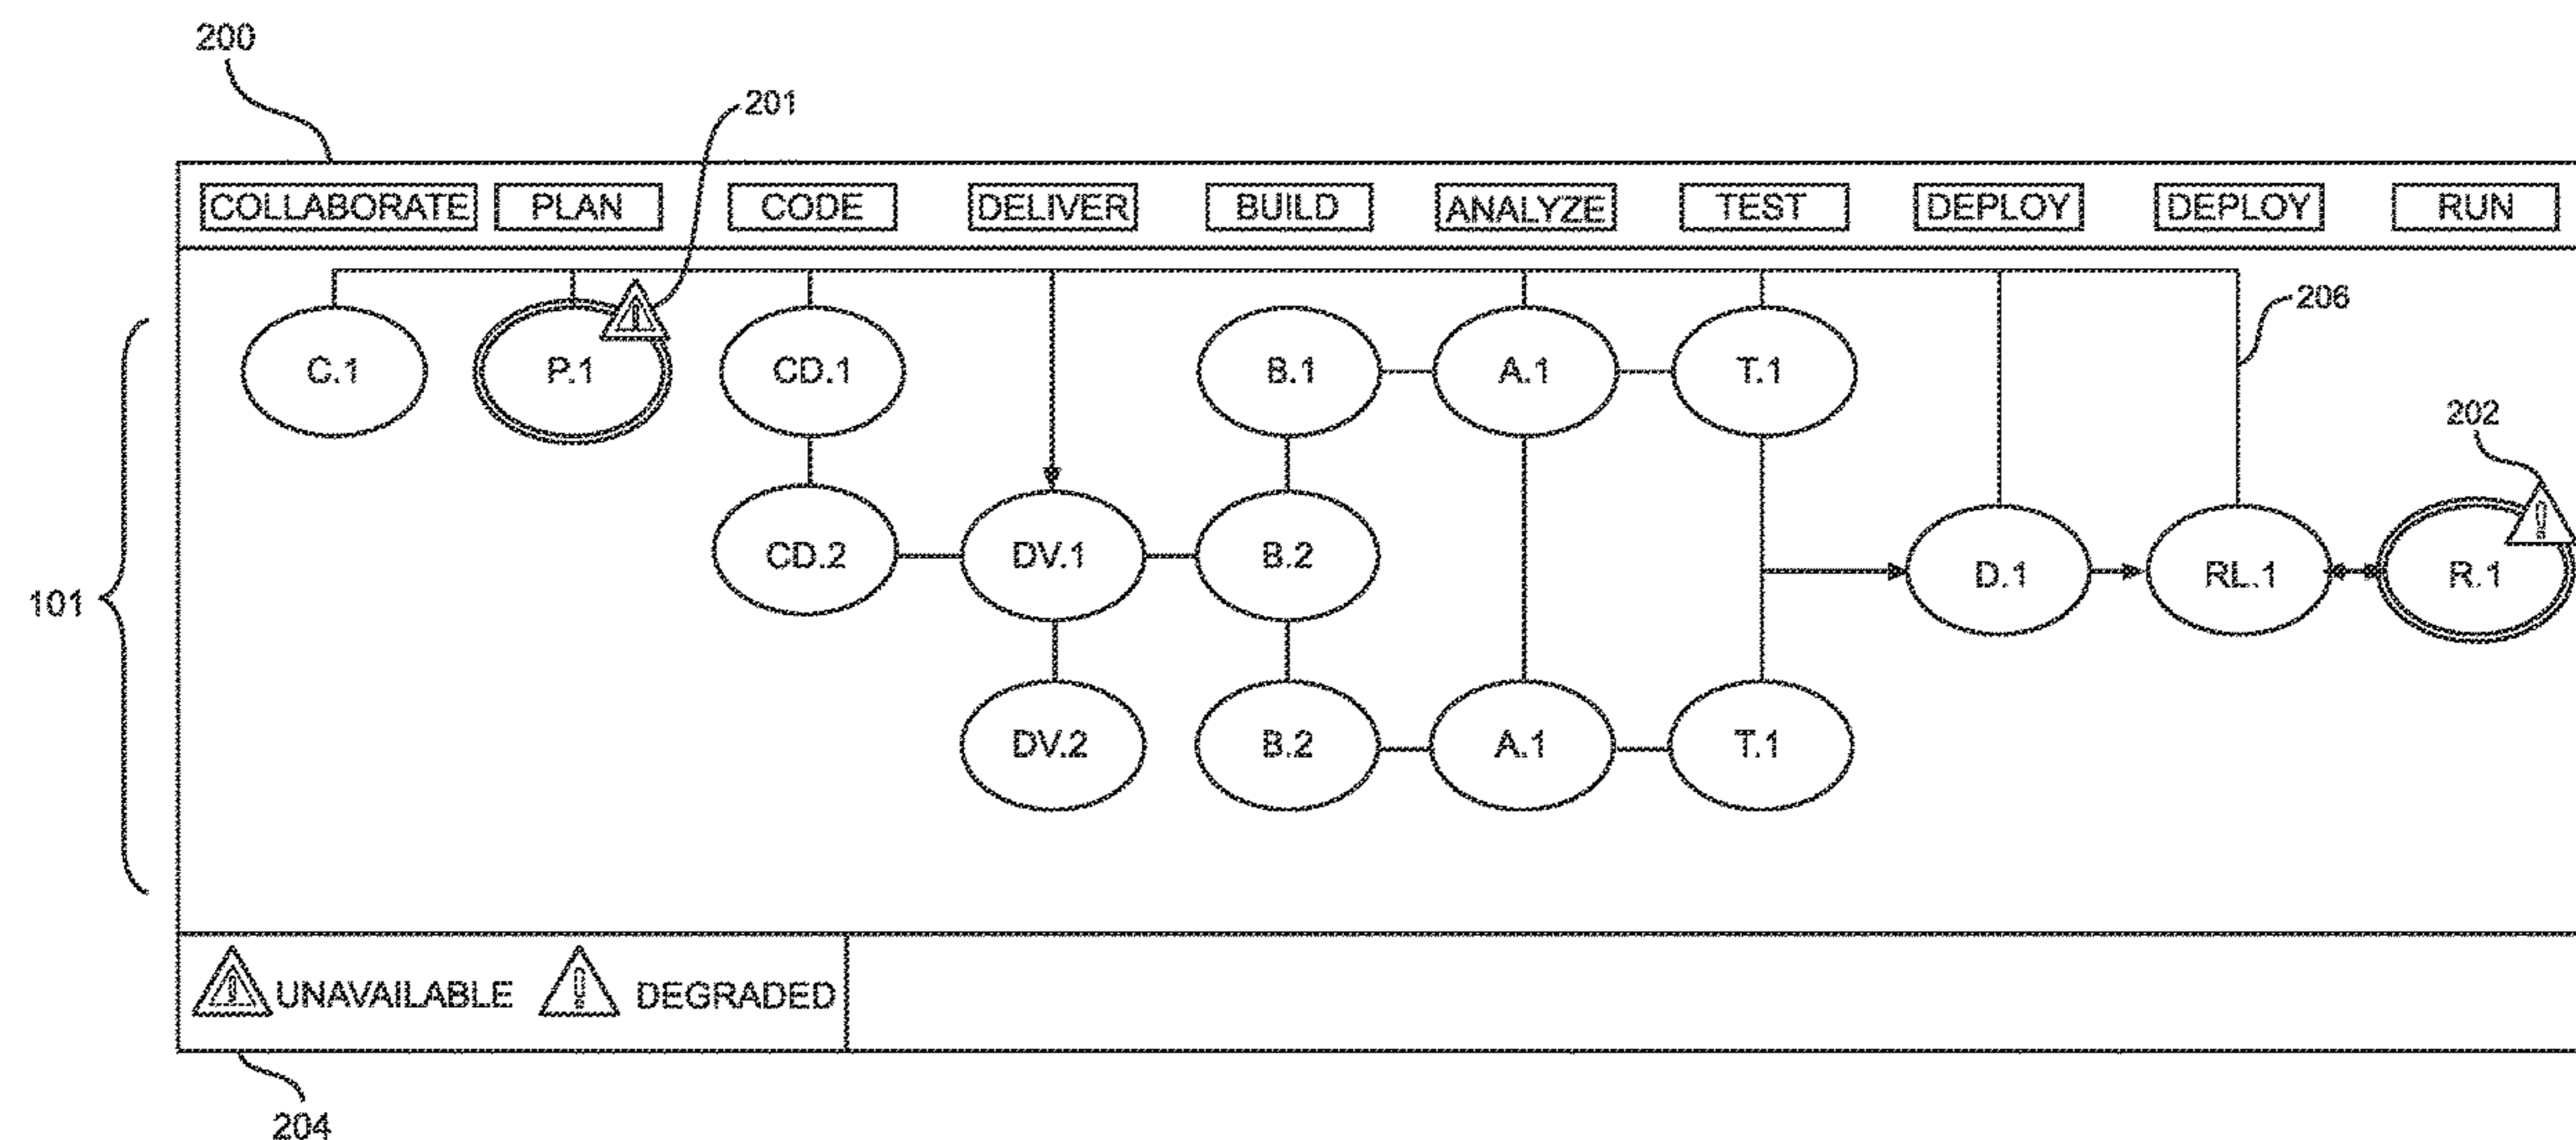 200
201
COLLABORATE PLAN CODE DELIVER BUILD ANALYZE TEST DEPLOY DEPLOY RUN
206
C.1 P.1 CD.1 B.1 A.1 T.1
202
CD.2 DV.1 B.2 D.1 RL.1 R.1
101
DV.2 B.2 A.1 T.1
UNAVAILABLE DEGRADED
204